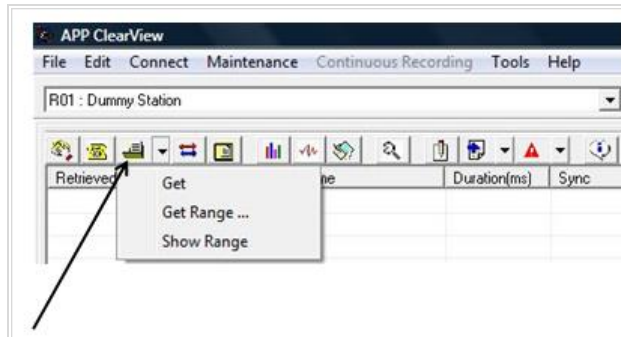 APP ClearView
File Edit Connect Maintenance Continuous Recording Tools Help
R01 : Dummy Station
Retrieved Duration(ms) Sync
Get
Get Range ...
Show Range